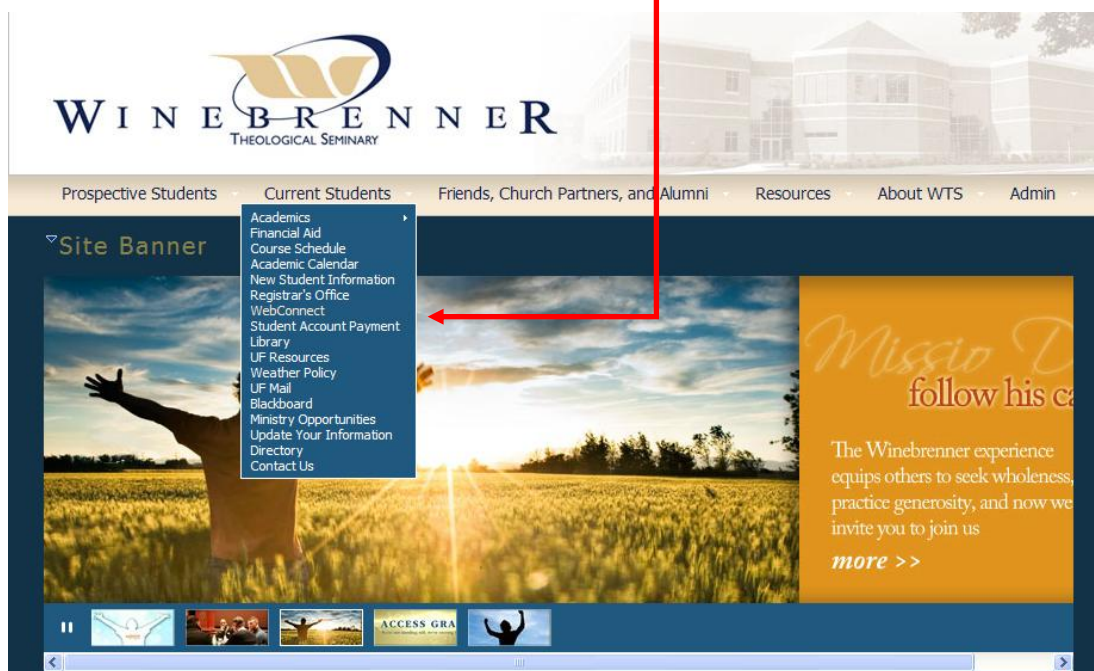 WINEBRENNER
THEOLOGICAL SEMINARY
Prospective Students Current Students Friends, Church Partners, and Alumni Resources About WTS Admin
Academics
Financial Aid
Course Schedule
Academic Calendar
New Student Information
Registrar's Office
WebConnect
Student Account Payment
Library
UF Resources
Weather Policy
UF Mail
Blackboard
Ministry Opportunities
Update Your Information
Directory
Contact Us
Site Banner
Missio D
follow his ca
The Winebrenner experience
equips others to seek wholeness,
practice generosity, and now we
invite you to join us
more >>
ACCESS GRA